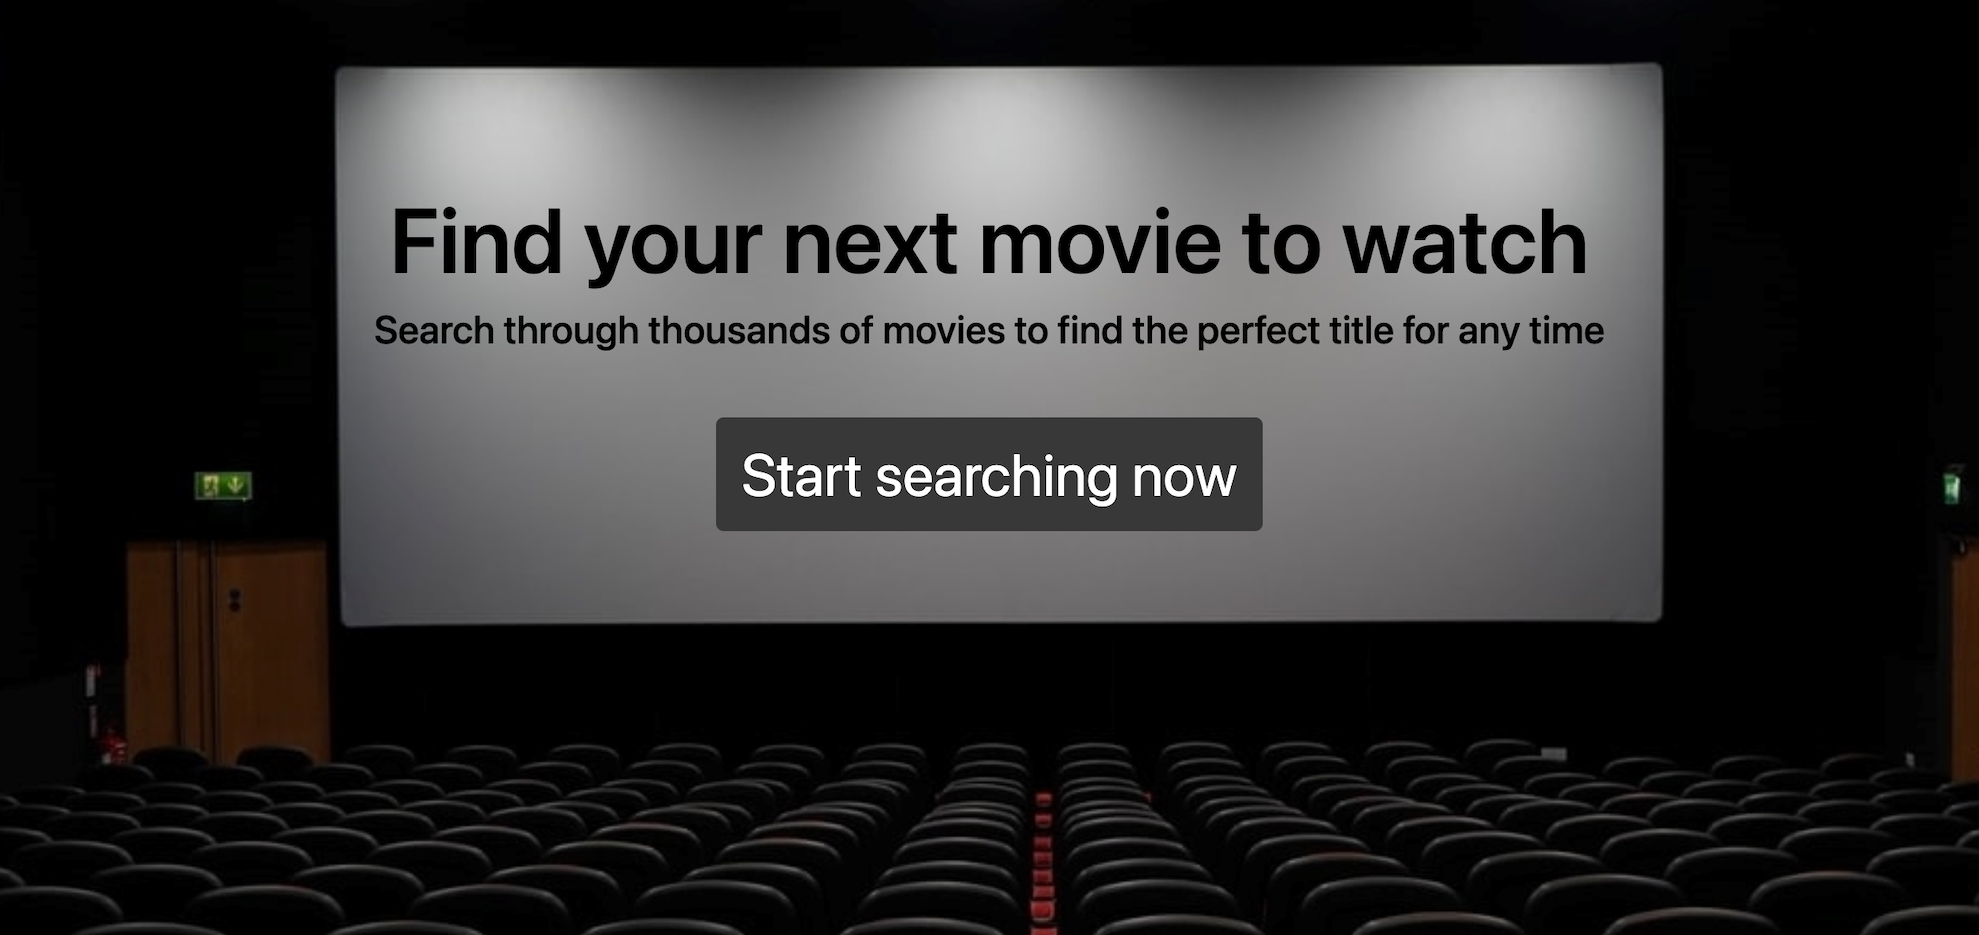 Find your next movie to watch
Search through thousands of movies to find the perfect title for any time
Start searching now